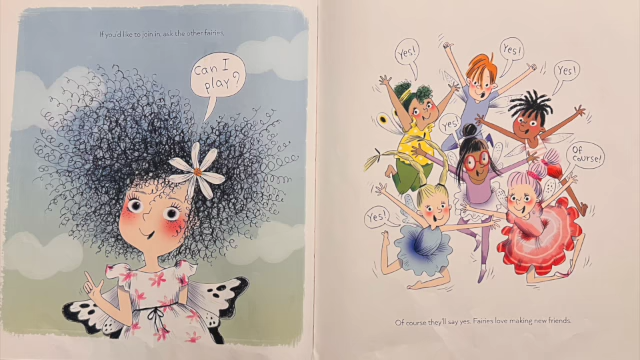 If you'd like to join in, ask the other fairies.
Can I
play?
Yes!
Yes!
Yes!
Yes!
Of
course!
Yes!
Of course they'll say yes. Fairies love making new friends.